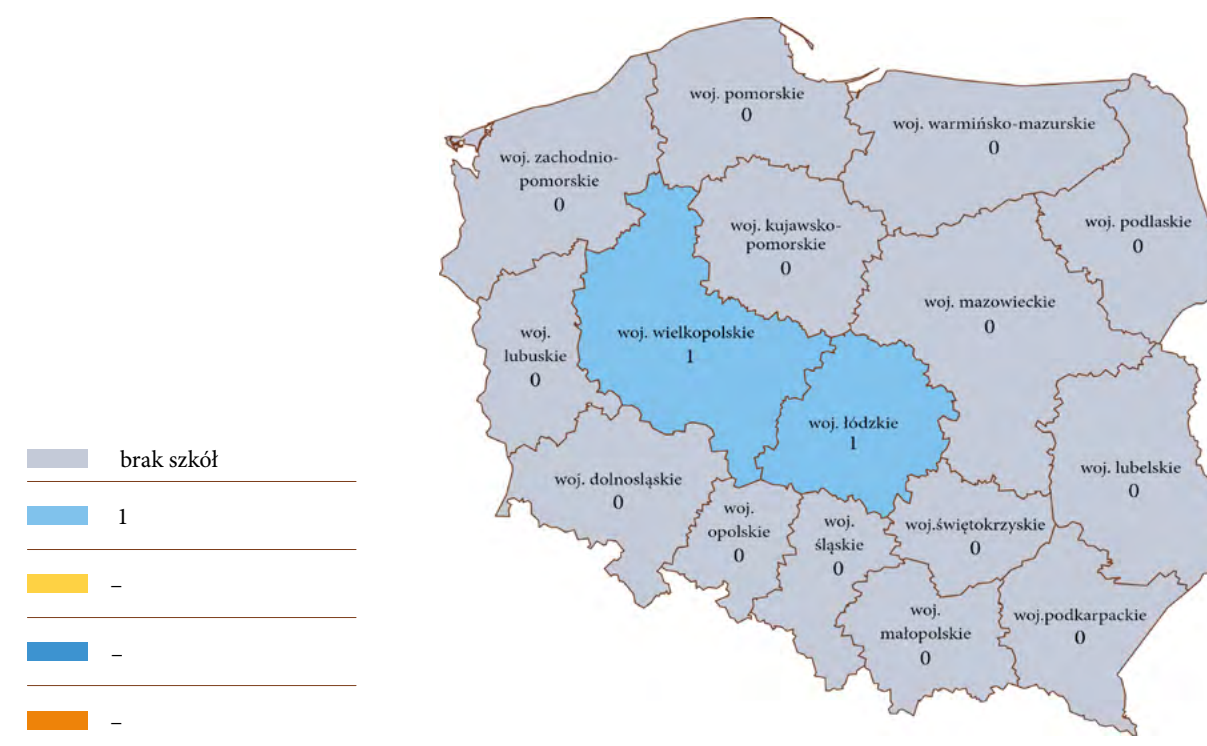 brak szkół
1
–
–
–
woj. pomorskie
0
woj. warmińsko-mazurskie
0
woj. zachodnio-
pomorskie
0
woj. podlaskie
0
woj. kujawsko-
pomorskie
0
woj. mazowieckie
0
woj.
lubuskie
0
woj. wielkopolskie
1
woj. łódzkie
1
woj. lubelskie
0
woj. dolnośląskie
0
woj.
opolskie
0
woj.
śląskie
0
woj.świętokrzyskie
0
woj.
małopolskie
0
woj.podkarpackie
0